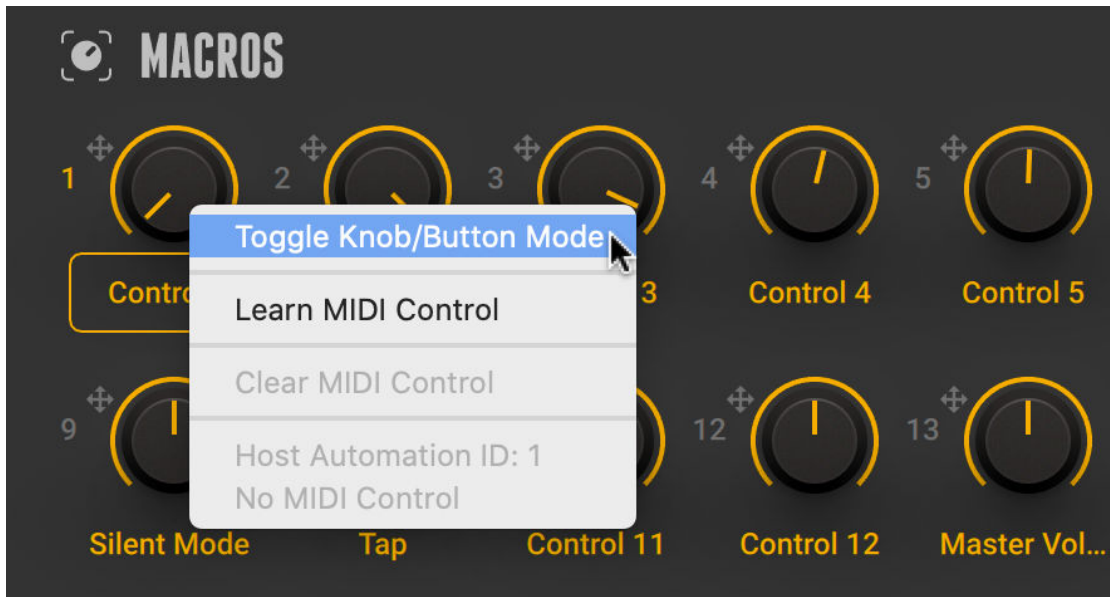 MACROS
1
2
3
4
5
Toggle Knob/Button Mode
Contro
3
Control 4
Control 5
Learn MIDI Control
Clear MIDI Control
9
12
13
Host Automation ID: 1
No MIDI Control
Silent Mode
Tap
Control 11
Control 12
Master Vol...